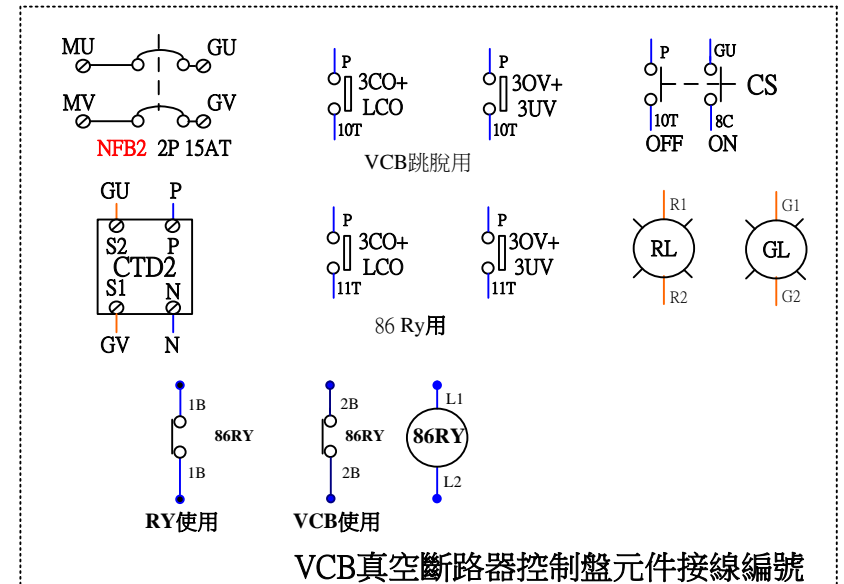 MU GU
MV GV
NFB2 2P 15AT
P
3CO+
LCO
10T
P
3OV+
3UV
10T
VCB跳脫用
P GU
CS
10T 8C
OFF ON
GU P
S2 P
CTD2
S1 N
GV N
P
3CO+
LCO
11T
P
3OV+
3UV
11T
86 Ry用
R1
RL
R2
G1
GL
G2
1B
86RY
1B
RY使用
2B
86RY
2B
VCB使用
L1
86RY
L2
VCB真空斷路器控制盤元件接線編號